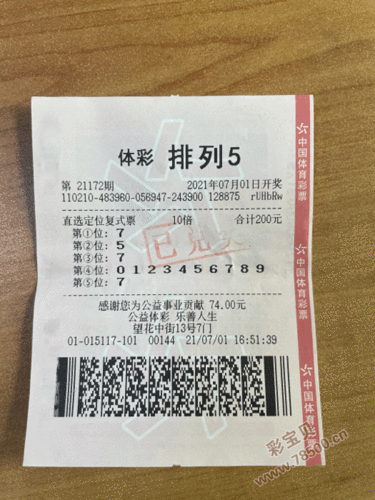 体彩 排列5
第 21172期 2021年07月01日开奖
110210-483960-056947-243900 128875 rUHbRw
直选定位复式票 10倍 合计200元
第①位: 7
第②位: 5
第③位: 7
第④位: 0 1 2 3 4 5 6 7 8 9
第⑤位: 7
已兑奖
感谢您为公益事业贡献 74.00元
公益体彩 乐善人生
望花中街13号7门
01-015117-101 00144 21/07/01 16:51:39
中国体育彩票
中国体育彩票
中国体育彩票
彩宝贝
www.78500.cn